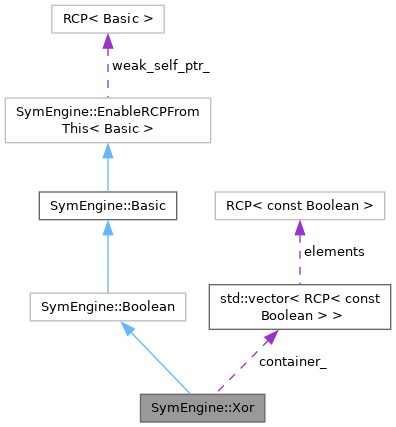 RCP< Basic >
weak_self_ptr_
SymEngine::EnableRCPFrom
This< Basic >
SymEngine::Basic
RCP< const Boolean >
elements
SymEngine::Boolean
std::vector< RCP< const
Boolean > >
container_
SymEngine::Xor